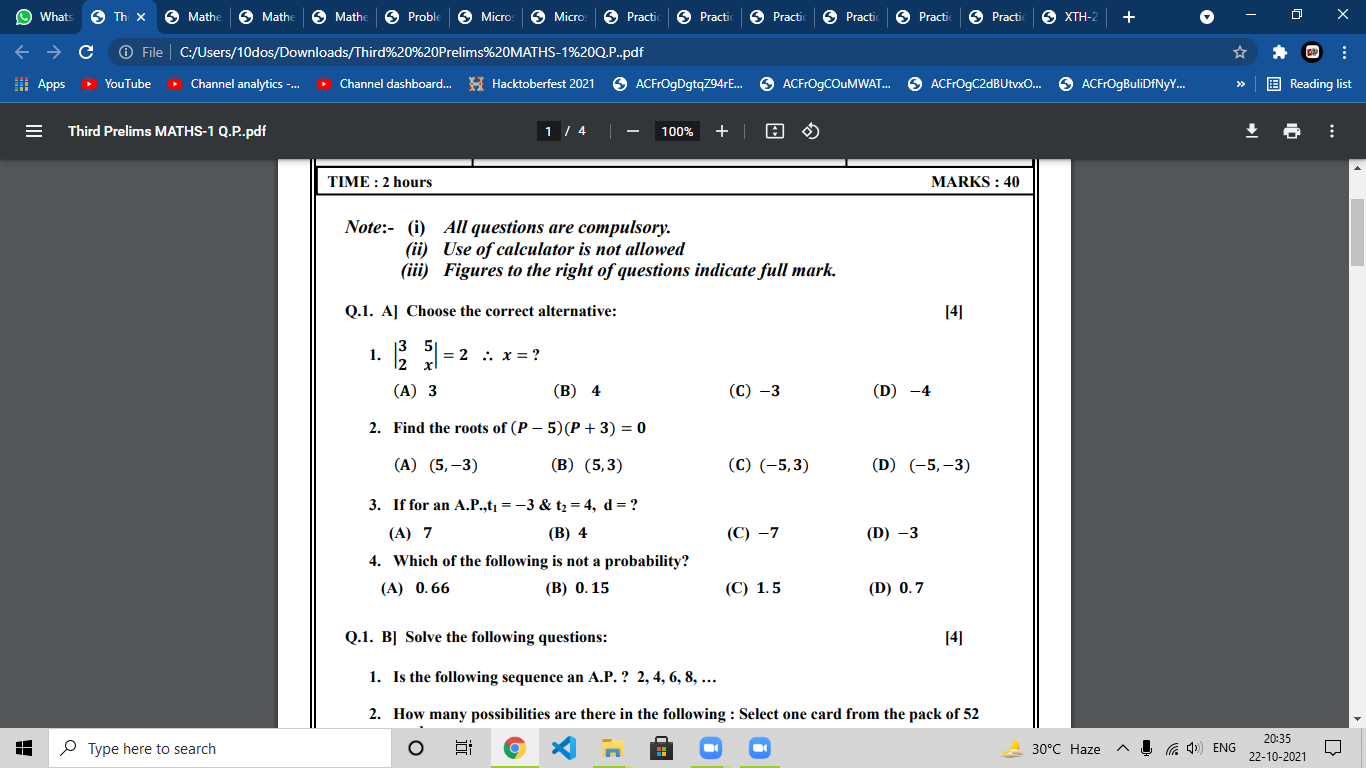 Whats
Thi
Mathe
Mathe
Mathe
Proble
Micro
Micro
Practic
Practic
Practic
Practic
Practic
Practic
XTH-2
File | C:/Users/10dos/Downloads/Third%20%20Prelims%20MATHS-1%20Q.P..pdf
Apps YouTube Channel analytics -... Channel dashboard... Hacktoberfest 2021 ACFrOgDgtqZ94rE... ACFrOgCOuMWAT... ACFrOgC2dBUtvxO... ACFrOgBuliDfNyY... » Reading list
Third Prelims MATHS-1 Q.P..pdf 1 / 4 100%
TIME : 2 hours MARKS : 40
Note:- (i) All questions are compulsory.
(ii) Use of calculator is not allowed
(iii) Figures to the right of questions indicate full mark.
Q.1. A] Choose the correct alternative: [4]
1. |3 5|
|2 x| = 2 ∴ x = ?
(A) 3 (B) 4 (C) −3 (D) −4
2. Find the roots of (P − 5)(P + 3) = 0
(A) (5, −3) (B) (5, 3) (C) (−5, 3) (D) (−5, −3)
3. If for an A.P.,t₁ = −3 & t₂ = 4, d = ?
(A) 7 (B) 4 (C) −7 (D) −3
4. Which of the following is not a probability?
(A) 0.66 (B) 0.15 (C) 1.5 (D) 0.7
Q.1. B] Solve the following questions: [4]
1. Is the following sequence an A.P. ? 2, 4, 6, 8, …
2. How many possibilities are there in the following : Select one card from the pack of 52
Type here to search
30°C Haze
ENG
20:35
22-10-2021